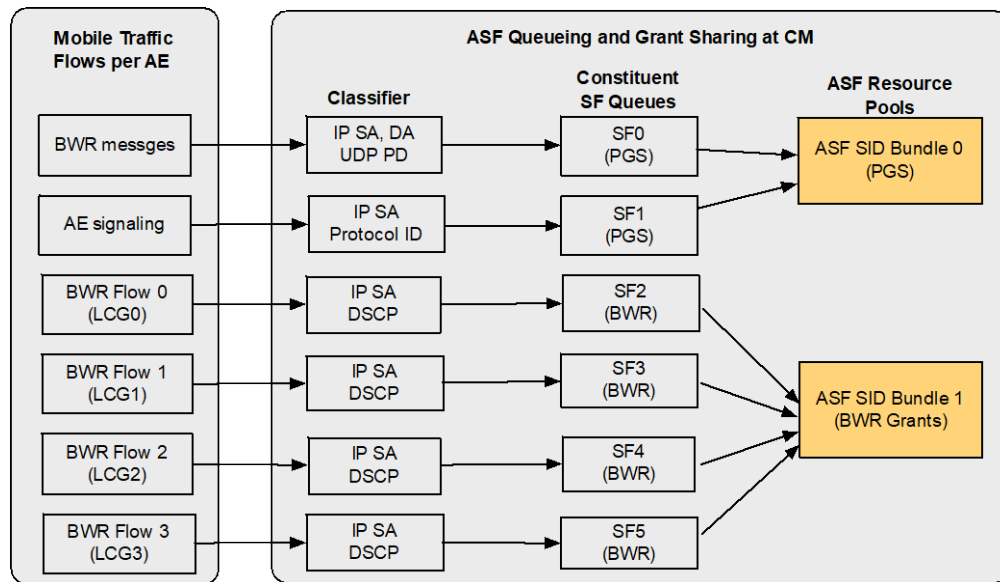 Mobile Traffic
Flows per AE
ASF Queueing and Grant Sharing at CM
Classifier
Constituent
SF Queues
ASF Resource
Pools
BWR messges
IP SA, DA
UDP PD
SF0
(PGS)
ASF SID Bundle 0
(PGS)
AE signaling
IP SA
Protocol ID
SF1
(PGS)
BWR Flow 0
(LCG0)
IP SA
DSCP
SF2
(BWR)
BWR Flow 1
(LCG1)
IP SA
DSCP
SF3
(BWR)
ASF SID Bundle 1
(BWR Grants)
BWR Flow 2
(LCG2)
IP SA
DSCP
SF4
(BWR)
BWR Flow 3
(LCG3)
IP SA
DSCP
SF5
(BWR)